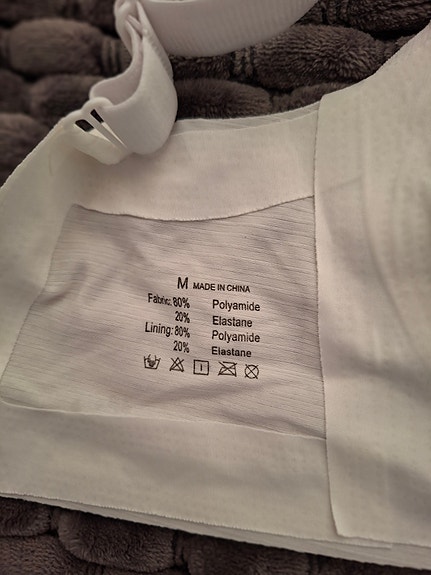 M MADE IN CHINA
Fabric: 80% Polyamide
20% Elastane
Lining: 80% Polyamide
20% Elastane